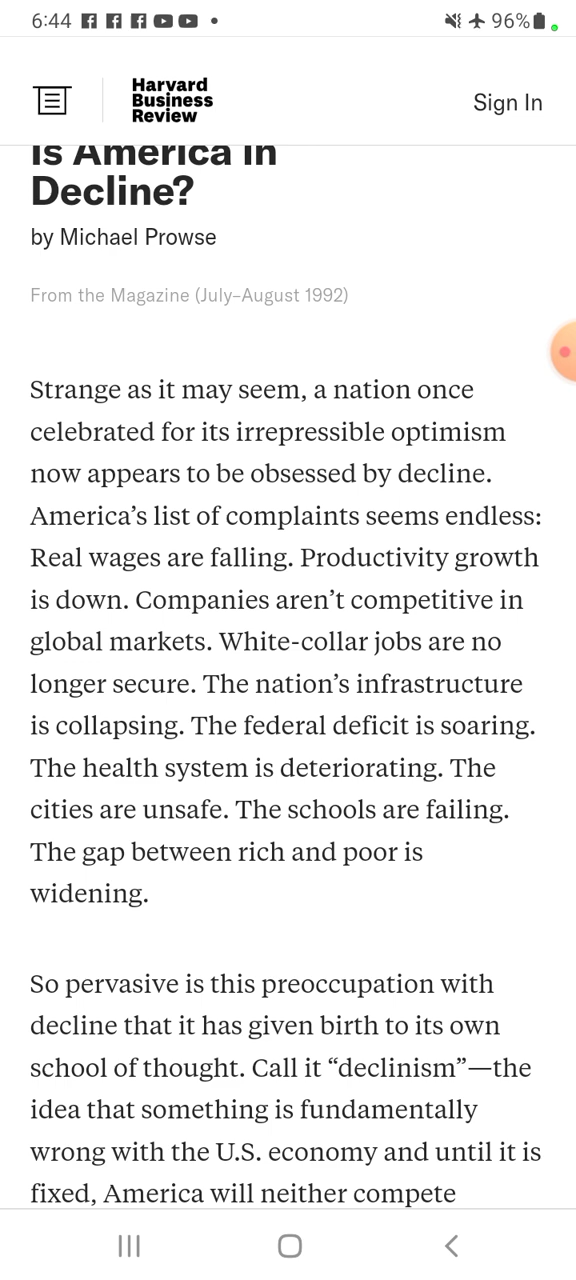 6:44
96%
Harvard
Business
Review
Sign In
Is America in
Decline?
by Michael Prowse
From the Magazine (July–August 1992)
Strange as it may seem, a nation once
celebrated for its irrepressible optimism
now appears to be obsessed by decline.
America’s list of complaints seems endless:
Real wages are falling. Productivity growth
is down. Companies aren’t competitive in
global markets. White-collar jobs are no
longer secure. The nation’s infrastructure
is collapsing. The federal deficit is soaring.
The health system is deteriorating. The
cities are unsafe. The schools are failing.
The gap between rich and poor is
widening.
So pervasive is this preoccupation with
decline that it has given birth to its own
school of thought. Call it “declinism”—the
idea that something is fundamentally
wrong with the U.S. economy and until it is
fixed, America will neither compete